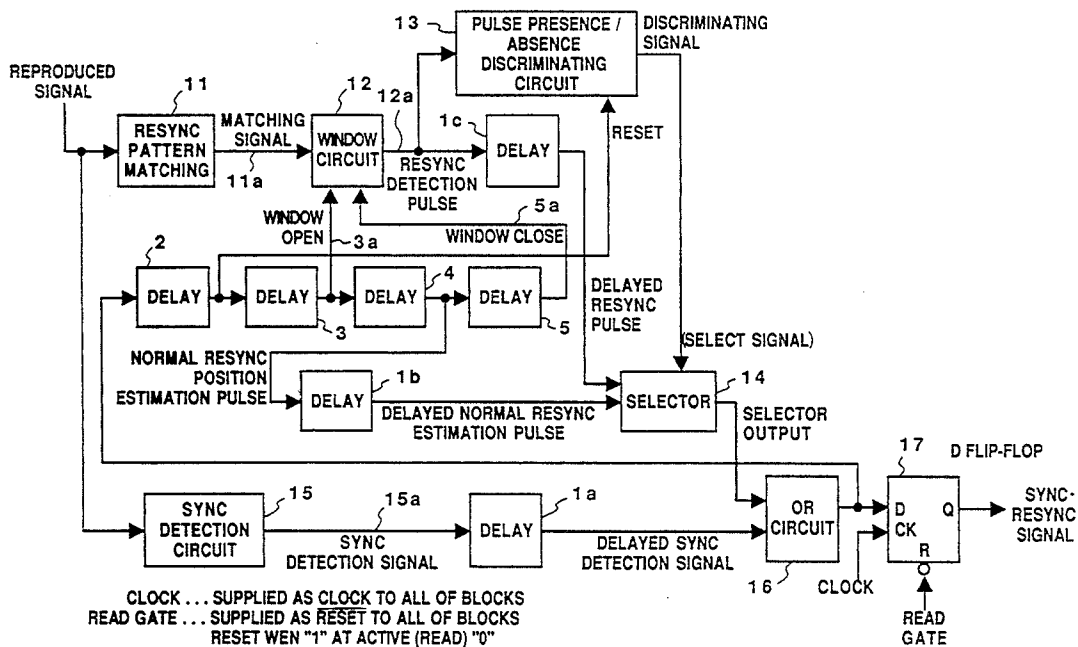 13
PULSE PRESENCE /
ABSENCE
DISCRIMINATING
CIRCUIT
DISCRIMINATING
SIGNAL
REPRODUCED
SIGNAL
11
RESYNC
PATTERN
MATCHING
MATCHING
SIGNAL
11a
12
WINDOW
CIRCUIT
12a
RESYNC
DETECTION
PULSE
1c
DELAY
RESET
WINDOW
OPEN
3a
5a
WINDOW CLOSE
2
DELAY
DELAY
3
4
DELAY
DELAY
5
DELAYED
RESYNC
PULSE
(SELECT SIGNAL)
NORMAL RESYNC
POSITION
ESTIMATION PULSE
1b
DELAY
DELAYED NORMAL RESYNC
ESTIMATION PULSE
14
SELECTOR
SELECTOR
OUTPUT
15
SYNC
DETECTION
CIRCUIT
15a
SYNC
DETECTION SIGNAL
1a
DELAY
DELAYED SYNC
DETECTION SIGNAL
OR
CIRCUIT
16
17
D FLIP-FLOP
D
Q
CK
R
CLOCK
READ
GATE
SYNC-
RESYNC
SIGNAL
CLOCK ... SUPPLIED AS CLOCK TO ALL OF BLOCKS
READ GATE ... SUPPLIED AS RESET TO ALL OF BLOCKS
RESET WEN "1" AT ACTIVE (READ) "0"